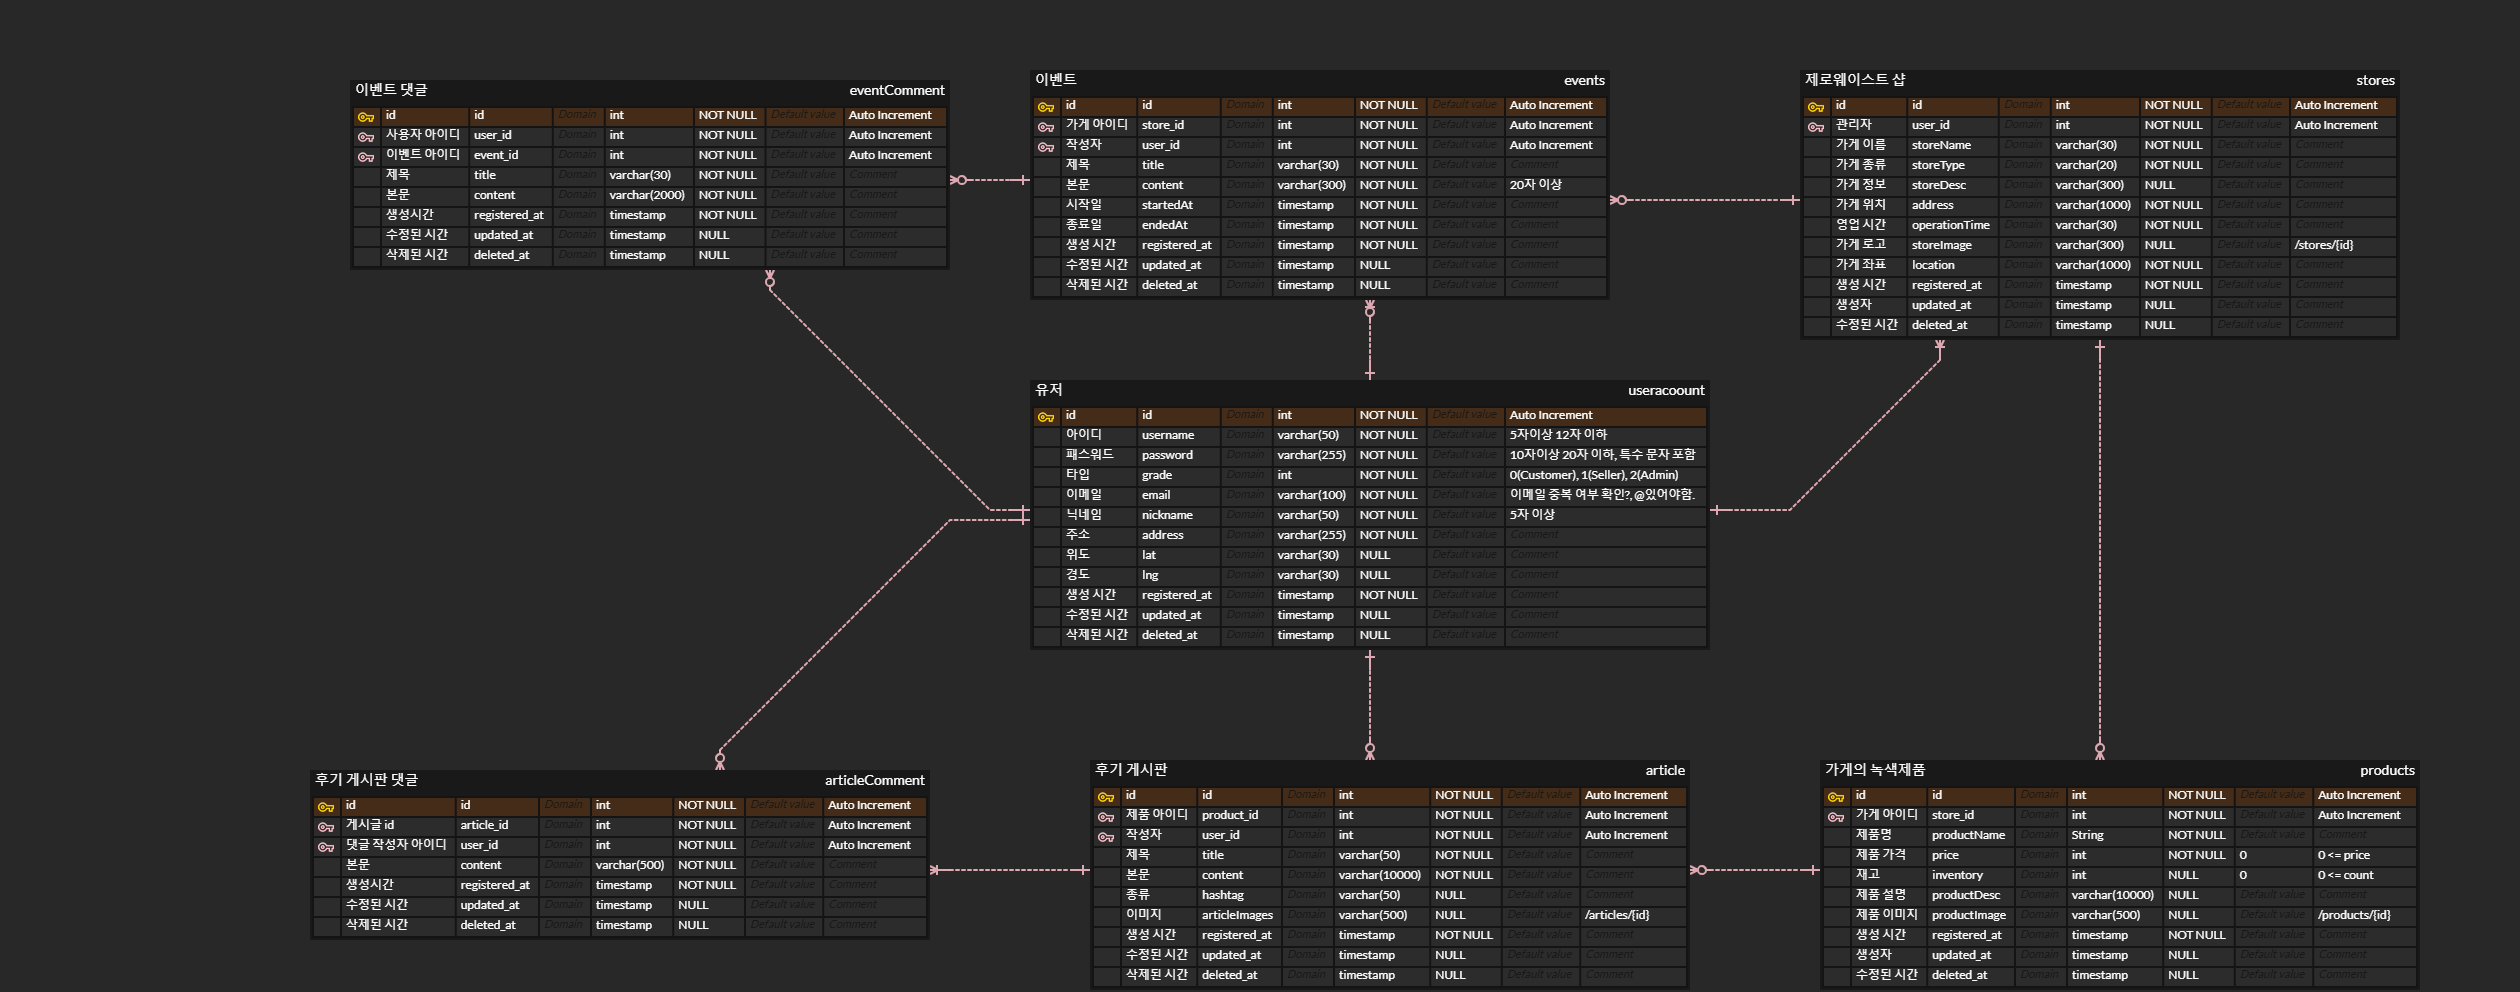 이벤트 댓글 eventComment
id id Domain int NOT NULL Default value Auto Increment
사용자 아이디 user_id Domain int NOT NULL Default value Auto Increment
이벤트 아이디 event_id Domain int NOT NULL Default value Auto Increment
제목 title Domain varchar(30) NOT NULL Default value Comment
본문 content Domain varchar(2000) NOT NULL Default value Comment
생성시간 registered_at Domain timestamp NOT NULL Default value Comment
수정된 시간 updated_at Domain timestamp NULL Default value Comment
삭제된 시간 deleted_at Domain timestamp NULL Default value Comment
이벤트 events
id id Domain int NOT NULL Default value Auto Increment
가게 아이디 store_id Domain int NOT NULL Default value Auto Increment
작성자 user_id Domain int NOT NULL Default value Auto Increment
제목 title Domain varchar(30) NOT NULL Default value Comment
본문 content Domain varchar(300) NOT NULL Default value 20자 이상
시작일 startedAt Domain timestamp NOT NULL Default value Comment
종료일 endedAt Domain timestamp NOT NULL Default value Comment
생성 시간 registered_at Domain timestamp NOT NULL Default value Comment
수정된 시간 updated_at Domain timestamp NULL Default value Comment
삭제된 시간 deleted_at Domain timestamp NULL Default value Comment
제로웨이스트 샵 stores
id id Domain int NOT NULL Default value Auto Increment
관리자 user_id Domain int NOT NULL Default value Auto Increment
가게 이름 storeName Domain varchar(30) NOT NULL Default value Comment
가게 종류 storeType Domain varchar(20) NOT NULL Default value Comment
가게 정보 storeDesc Domain varchar(300) NULL Default value Comment
가게 위치 address Domain varchar(1000) NOT NULL Default value Comment
영업 시간 operationTime Domain varchar(30) NOT NULL Default value Comment
가게 로고 storeImage Domain varchar(300) NULL Default value /stores/{id}
가게 좌표 location Domain varchar(1000) NOT NULL Default value Comment
생성 시간 registered_at Domain timestamp NOT NULL Default value Comment
생성자 updated_at Domain timestamp NULL Default value Comment
수정된 시간 deleted_at Domain timestamp NULL Default value Comment
유저 useracoount
id id Domain int NOT NULL Default value Auto Increment
아이디 username Domain varchar(50) NOT NULL Default value 5자이상 12자 이하
패스워드 password Domain varchar(255) NOT NULL Default value 10자이상 20자 이하, 특수 문자 포함
타입 grade Domain int NOT NULL Default value 0(Customer), 1(Seller), 2(Admin)
이메일 email Domain varchar(100) NOT NULL Default value 이메일 중복 여부 확인?, @있어야함.
닉네임 nickname Domain varchar(50) NOT NULL Default value 5자 이상
주소 address Domain varchar(255) NOT NULL Default value Comment
위도 lat Domain varchar(30) NULL Default value Comment
경도 lng Domain varchar(30) NULL Default value Comment
생성 시간 registered_at Domain timestamp NOT NULL Default value Comment
수정된 시간 updated_at Domain timestamp NULL Default value Comment
삭제된 시간 deleted_at Domain timestamp NULL Default value Comment
후기 게시판 댓글 articleComment
id id Domain int NOT NULL Default value Auto Increment
게시글 id article_id Domain int NOT NULL Default value Auto Increment
댓글 작성자 아이디 user_id Domain int NOT NULL Default value Auto Increment
본문 content Domain varchar(500) NOT NULL Default value Comment
생성시간 registered_at Domain timestamp NOT NULL Default value Comment
수정된 시간 updated_at Domain timestamp NULL Default value Comment
삭제된 시간 deleted_at Domain timestamp NULL Default value Comment
후기 게시판 article
id id Domain int NOT NULL Default value Auto Increment
제품 아이디 product_id Domain int NOT NULL Default value Auto Increment
작성자 user_id Domain int NOT NULL Default value Auto Increment
제목 title Domain varchar(50) NOT NULL Default value Comment
본문 content Domain varchar(10000) NOT NULL Default value Comment
종류 hashtag Domain varchar(50) NULL Default value Comment
이미지 articleImages Domain varchar(500) NULL Default value /articles/{id}
생성 시간 registered_at Domain timestamp NOT NULL Default value Comment
수정된 시간 updated_at Domain timestamp NULL Default value Comment
삭제된 시간 deleted_at Domain timestamp NULL Default value Comment
가게의 녹색제품 products
id id Domain int NOT NULL Default value Auto Increment
가게 아이디 store_id Domain int NOT NULL Default value Auto Increment
제품명 productName Domain String NOT NULL Default value Comment
제품 가격 price Domain int NOT NULL 0 0 <= price
재고 inventory Domain int NULL 0 0 <= count
제품 설명 productDesc Domain varchar(10000) NULL Default value Comment
제품 이미지 productImage Domain varchar(500) NULL Default value /products/{id}
생성 시간 registered_at Domain timestamp NOT NULL Default value Comment
생성자 updated_at Domain timestamp NULL Default value Comment
수정된 시간 deleted_at Domain timestamp NULL Default value Comment